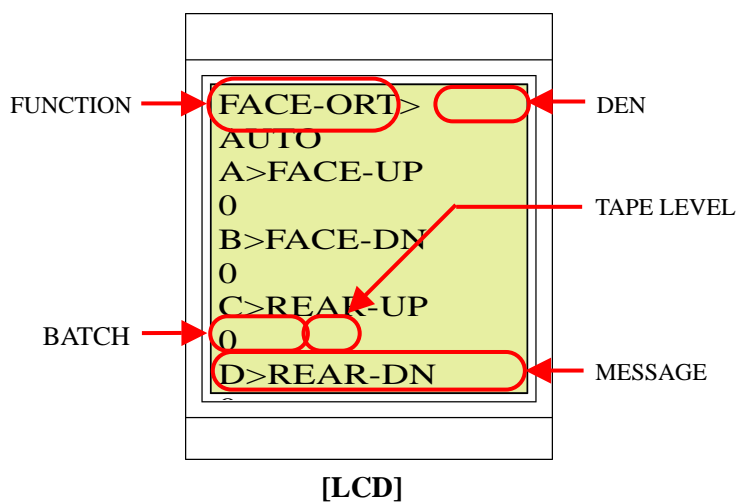 FUNCTION
FACE-ORT>
DEN
AUTO
A>FACE-UP
0
TAPE LEVEL
B>FACE-DN
0
C>REAR-UP
BATCH
0
D>REAR-DN
MESSAGE
[LCD]